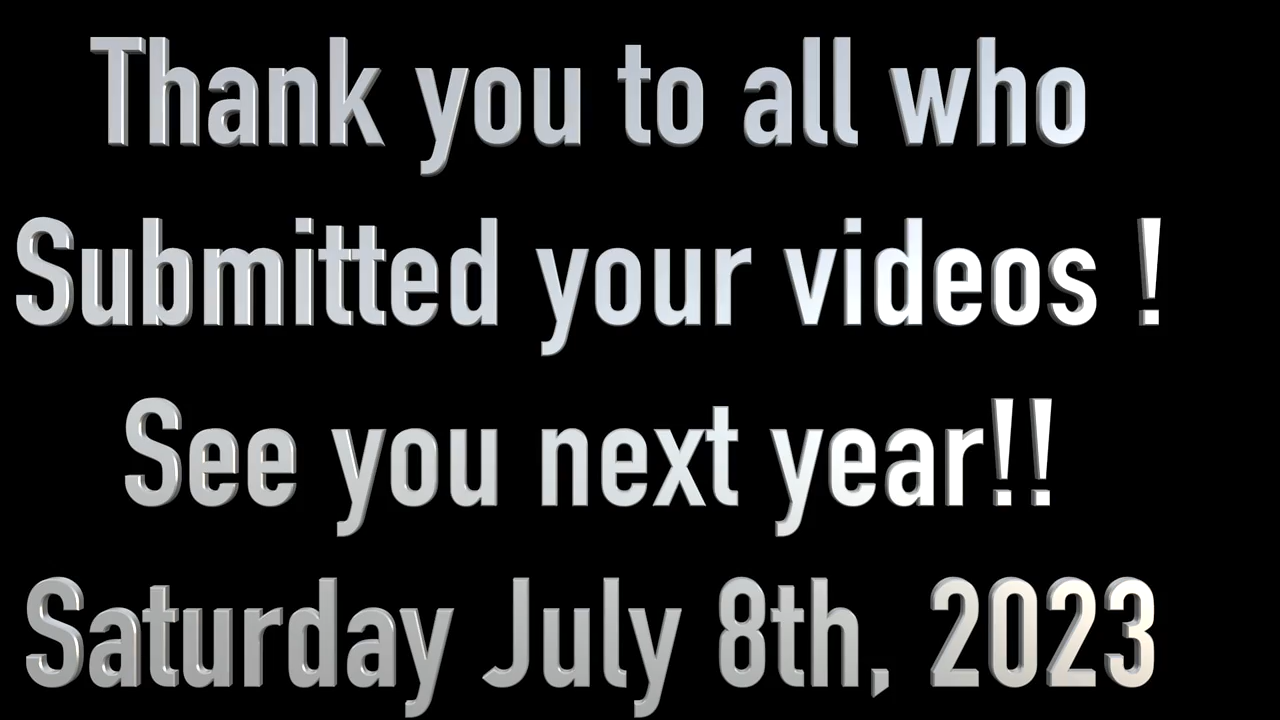 Thank you to all who
Submitted your videos !
See you next year!!
Saturday July 8th, 2023